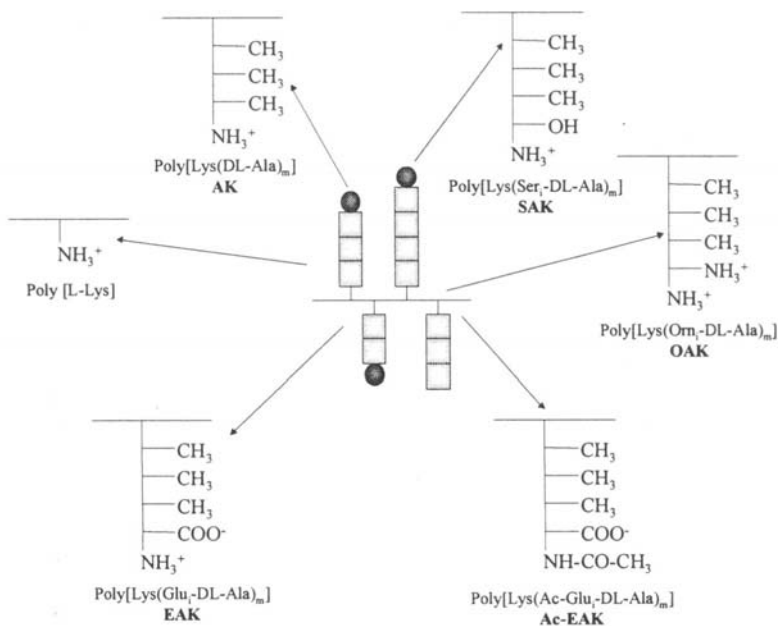 CH₃
CH₃
CH₃
NH₃⁺
Poly[Lys(DL-Ala)ₘ]
AK
CH₃
CH₃
CH₃
OH
NH₃⁺
Poly[Lys(Serᵢ-DL-Ala)ₘ]
SAK
NH₃⁺
Poly [L-Lys]
CH₃
CH₃
CH₃
NH₃⁺
NH₃⁺
Poly[Lys(Ornᵢ-DL-Ala)ₘ]
OAK
CH₃
CH₃
CH₃
COO⁻
NH₃⁺
Poly[Lys(Gluᵢ-DL-Ala)ₘ]
EAK
CH₃
CH₃
CH₃
COO⁻
NH-CO-CH₃
Poly[Lys(Ac-Gluᵢ-DL-Ala)ₘ]
Ac-EAK